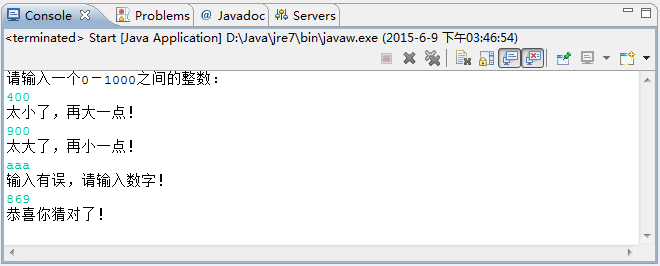 Console Problems @ Javadoc Servers
<terminated> Start [Java Application] D:\Java\jre7\bin\javaw.exe (2015-6-9 下午03:46:54)
请输入一个0－1000之间的整数：
400
太小了，再大一点！
900
太大了，再小一点！
aaa
输入有误，请输入数字！
869
恭喜你猜对了！